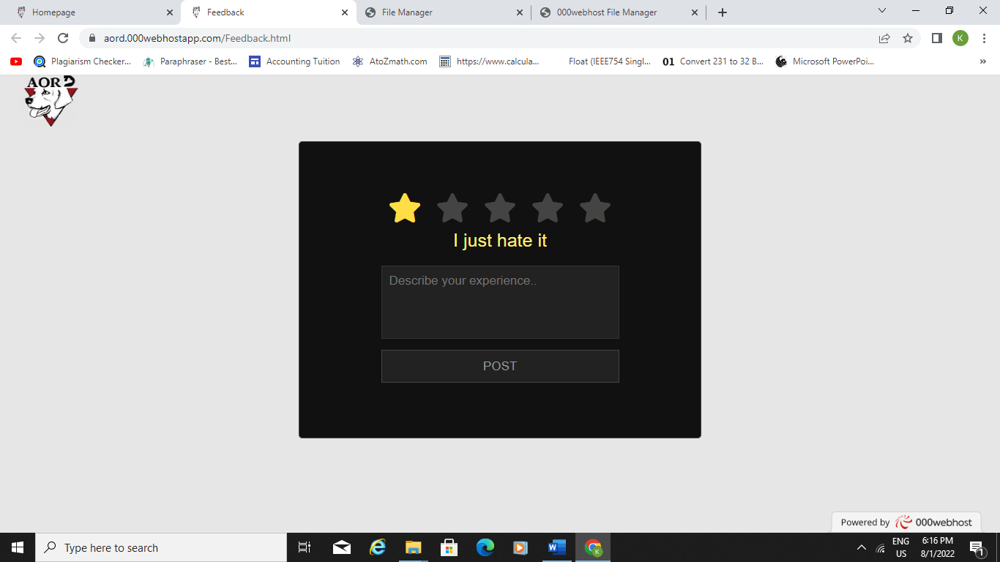 Homepage
Feedback
File Manager
000webhost File Manager
aord.000webhostapp.com/Feedback.html
K
Plagiarism Checker...
Paraphraser - Best...
Accounting Tuition
AtoZmath.com
https://www.calcula...
Float (IEEE754 Singl...
01 Convert 231 to 32 B...
Microsoft PowerPoi...
»
AOR D
I just hate it
Describe your experience..
POST
Powered by 000webhost
Type here to search
ENG
US
6:16 PM
8/1/2022
1